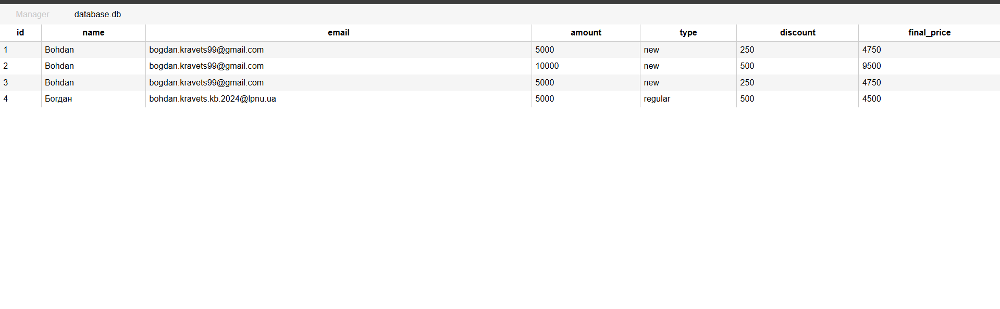 Manager database.db
id name email amount type discount final_price
1 Bohdan bogdan.kravets99@gmail.com 5000 new 250 4750
2 Bohdan bogdan.kravets99@gmail.com 10000 new 500 9500
3 Bohdan bogdan.kravets99@gmail.com 5000 new 250 4750
4 Богдан bohdan.kravets.kb.2024@lpnu.ua 5000 regular 500 4500